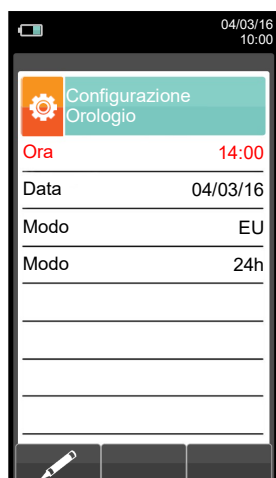 04/03/16
10:00
Configurazione
Orologio
Ora 14:00
Data 04/03/16
Modo EU
Modo 24h